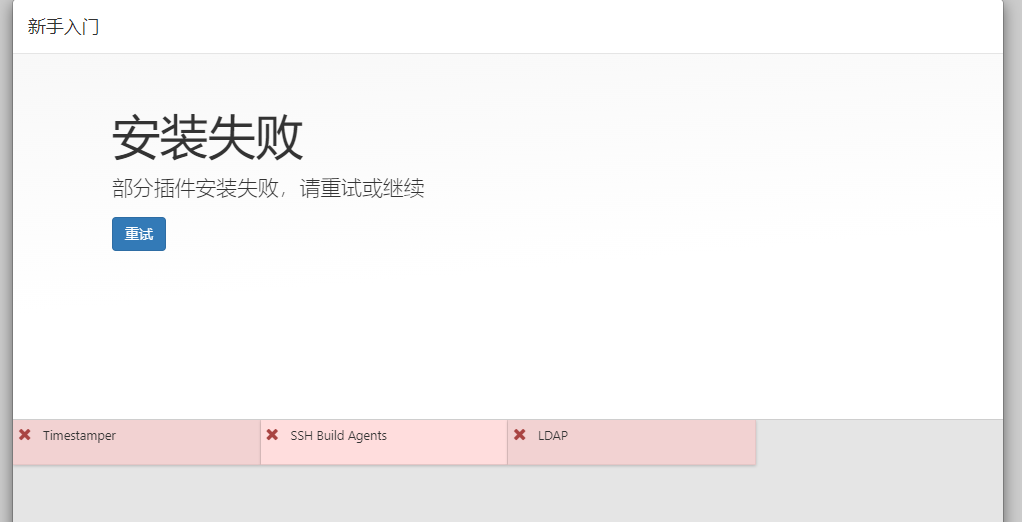 新手入门
安装失败
部分插件安装失败，请重试或继续
重试
Timestamper
SSH Build Agents
LDAP